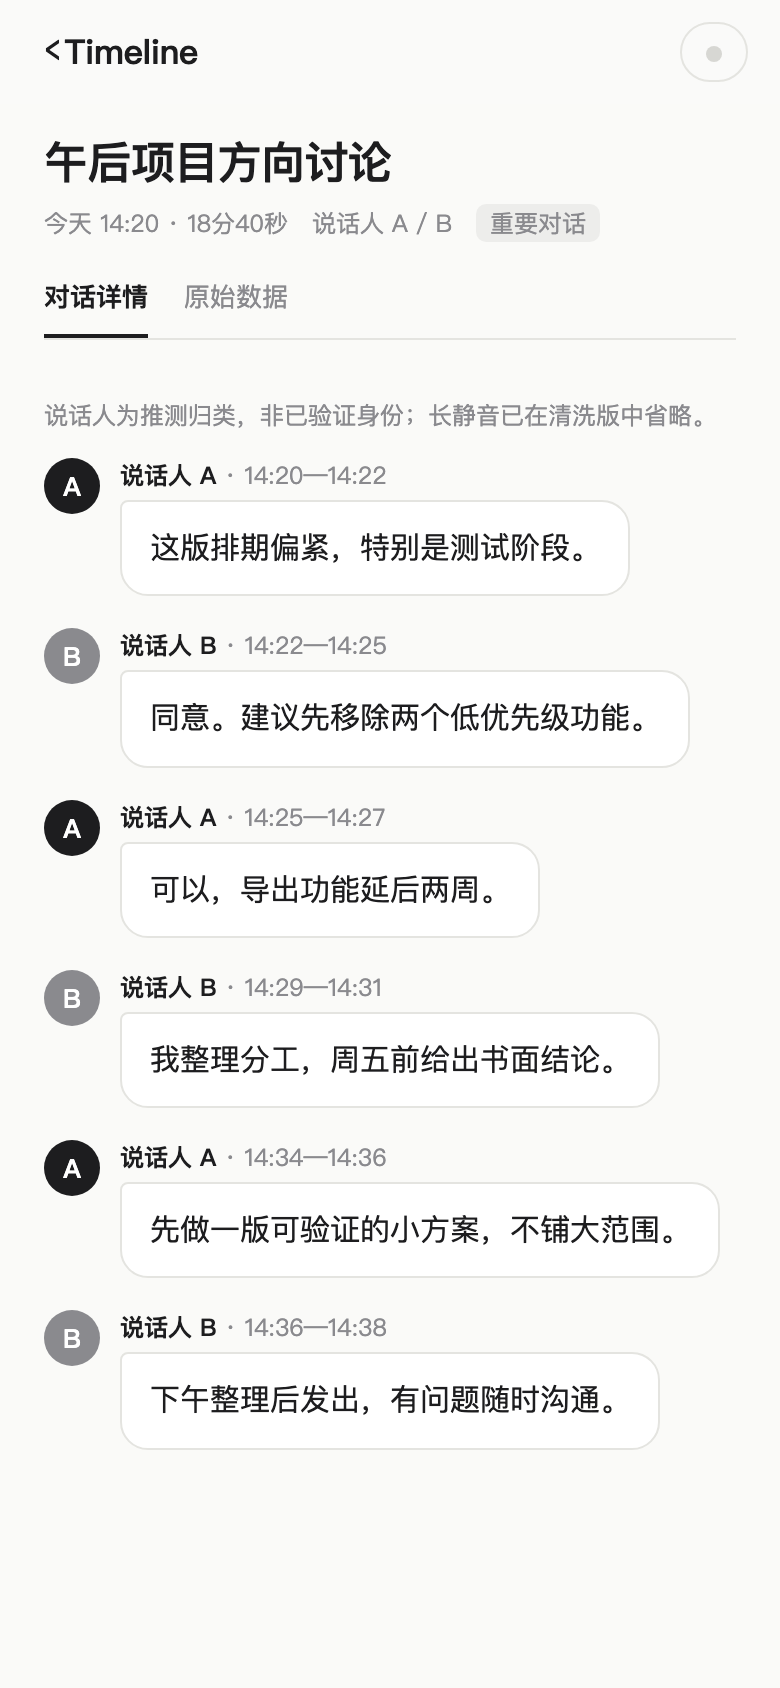 <Timeline
午后项目方向讨论
今天 14:20 · 18分40秒 说话人 A / B 重要对话
对话详情 原始数据
说话人为推测归类，非已验证身份；长静音已在清洗版中省略。
A 说话人 A · 14:20—14:22
这版排期偏紧，特别是测试阶段。
B 说话人 B · 14:22—14:25
同意。建议先移除两个低优先级功能。
A 说话人 A · 14:25—14:27
可以，导出功能延后两周。
B 说话人 B · 14:29—14:31
我整理分工，周五前给出书面结论。
A 说话人 A · 14:34—14:36
先做一版可验证的小方案，不铺大范围。
B 说话人 B · 14:36—14:38
下午整理后发出，有问题随时沟通。